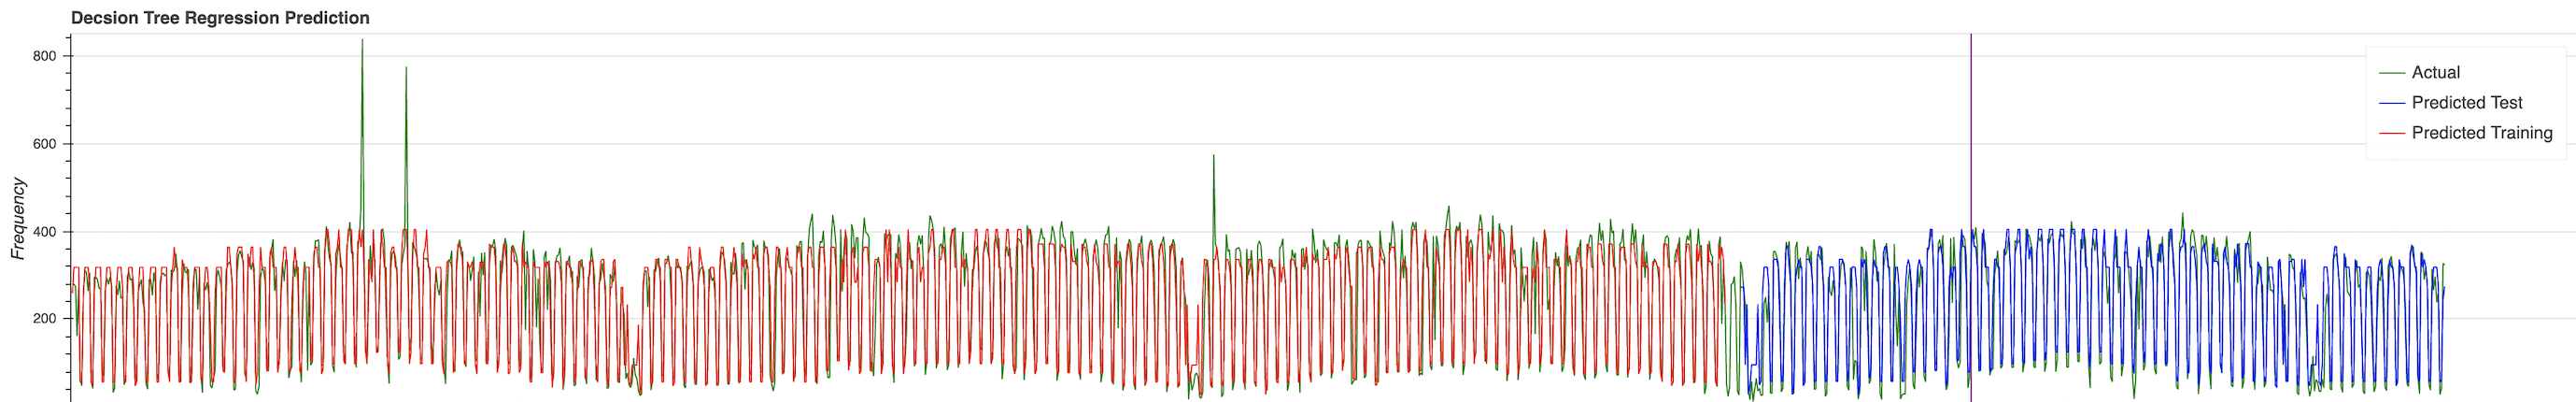 Decsion Tree Regression Prediction
800
600
400
200
Frequency
Actual
Predicted Test
Predicted Training